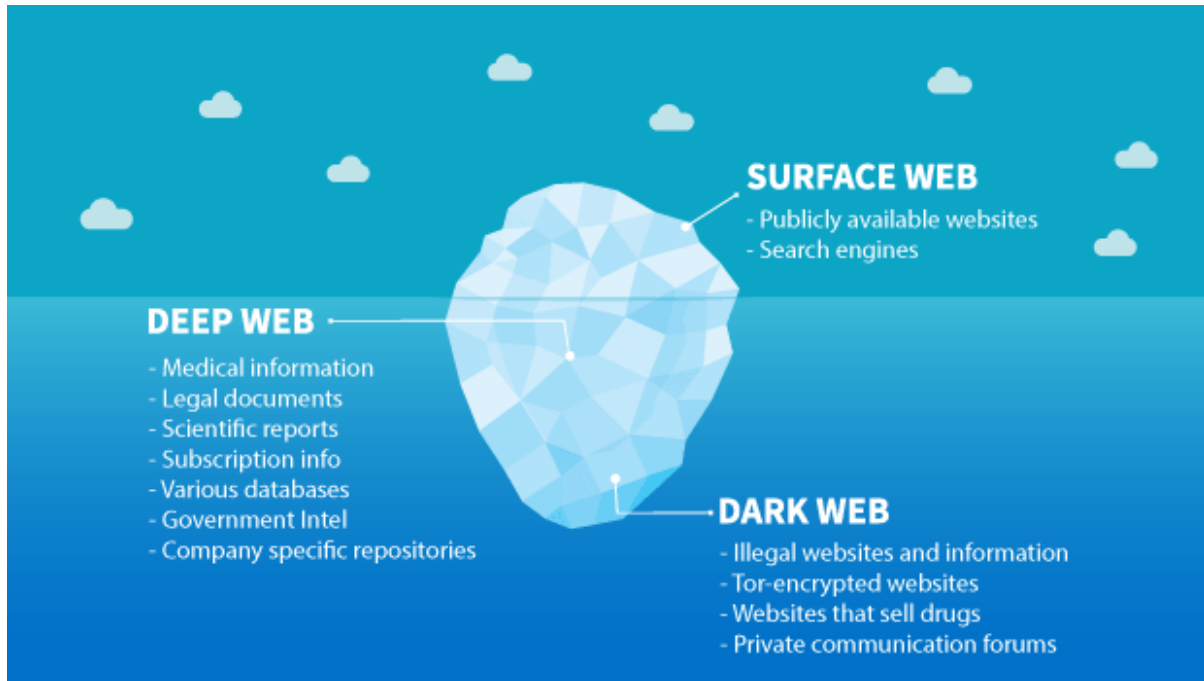 SURFACE WEB
- Publicly available websites
- Search engines
DEEP WEB
- Medical information
- Legal documents
- Scientific reports
- Subscription info
- Various databases
- Government Intel
- Company specific repositories
DARK WEB
- Illegal websites and information
- Tor-encrypted websites
- Websites that sell drugs
- Private communication forums